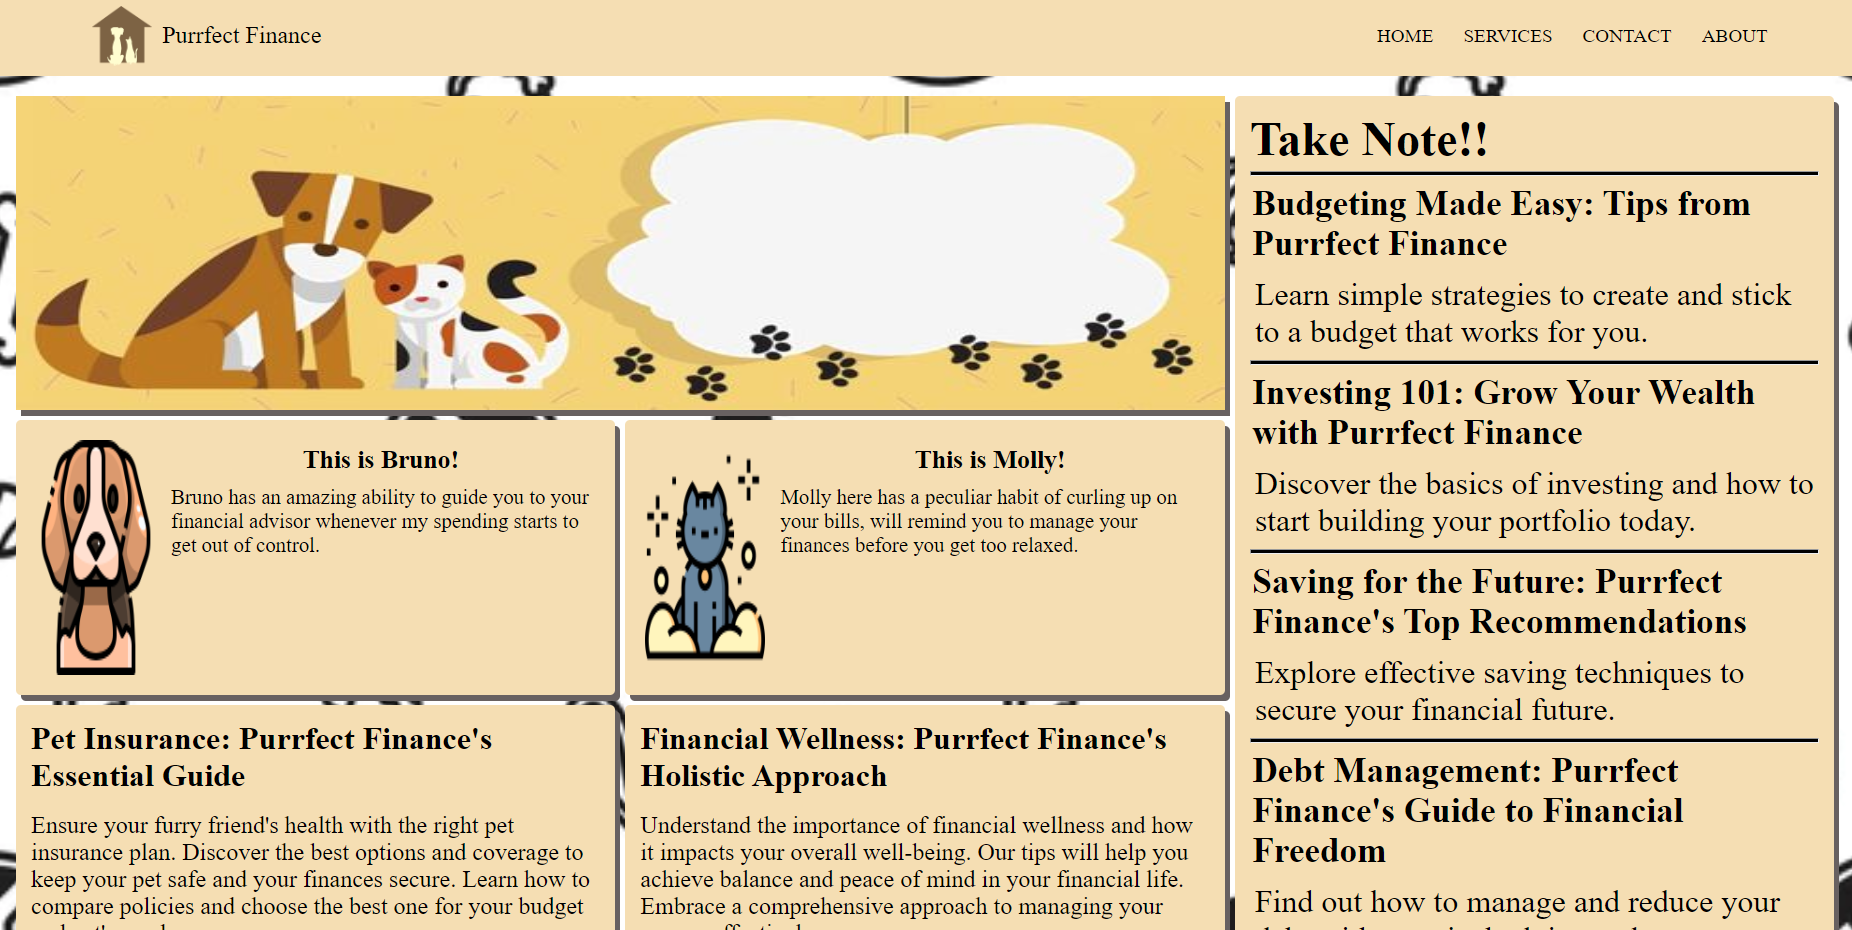 Purrfect Finance
HOME SERVICES CONTACT ABOUT
This is Bruno!
Bruno has an amazing ability to guide you to your
financial advisor whenever my spending starts to
get out of control.
This is Molly!
Molly here has a peculiar habit of curling up on
your bills, will remind you to manage your
finances before you get too relaxed.
Pet Insurance: Purrfect Finance's
Essential Guide
Ensure your furry friend's health with the right pet
insurance plan. Discover the best options and coverage to
keep your pet safe and your finances secure. Learn how to
compare policies and choose the best one for your budget
Financial Wellness: Purrfect Finance's
Holistic Approach
Understand the importance of financial wellness and how
it impacts your overall well-being. Our tips will help you
achieve balance and peace of mind in your financial life.
Embrace a comprehensive approach to managing your
Take Note!!
Budgeting Made Easy: Tips from
Purrfect Finance
Learn simple strategies to create and stick
to a budget that works for you.
Investing 101: Grow Your Wealth
with Purrfect Finance
Discover the basics of investing and how to
start building your portfolio today.
Saving for the Future: Purrfect
Finance's Top Recommendations
Explore effective saving techniques to
secure your financial future.
Debt Management: Purrfect
Finance's Guide to Financial
Freedom
Find out how to manage and reduce your